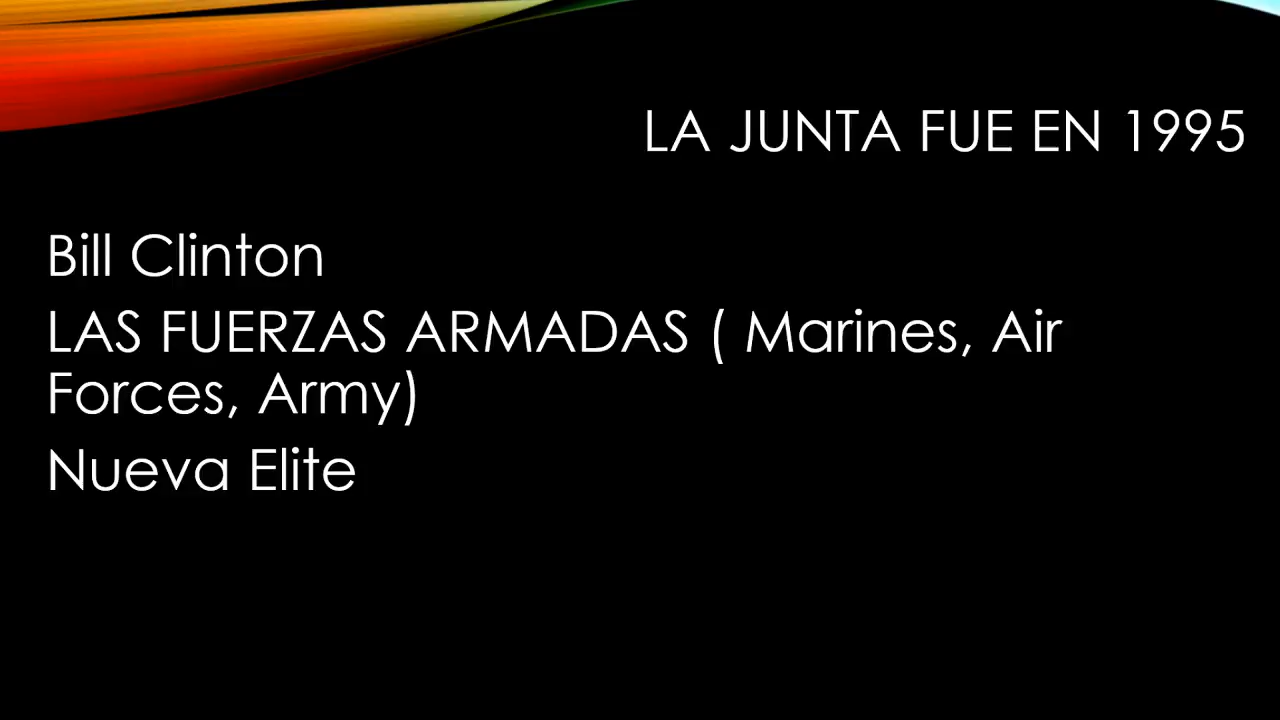 LA JUNTA FUE EN 1995
Bill Clinton
LAS FUERZAS ARMADAS ( Marines, Air
Forces, Army)
Nueva Elite